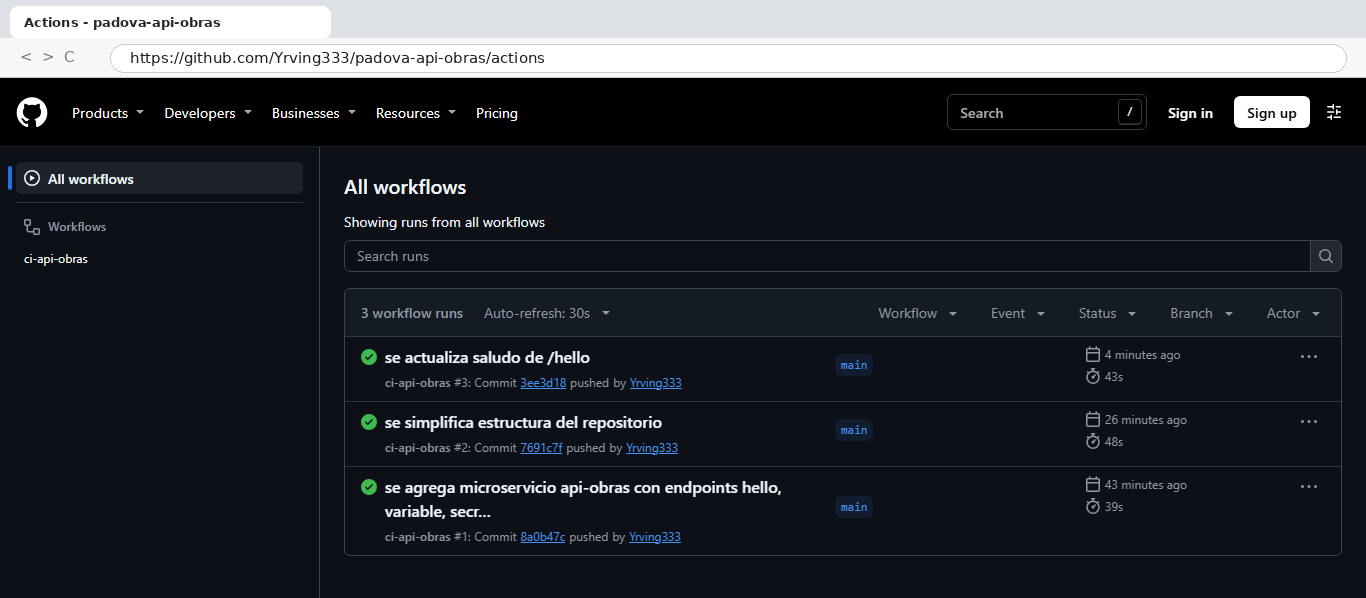 Actions - padova-api-obras
< > C https://github.com/Yrving333/padova-api-obras/actions
Products Developers Businesses Resources Pricing Search / Sign in Sign up
All workflows
Workflows
ci-api-obras
All workflows
Showing runs from all workflows
Search runs
3 workflow runs Auto-refresh: 30s Workflow Event Status Branch Actor
se actualiza saludo de /hello
ci-api-obras #3: Commit 3ee3d18 pushed by Yrving333
main
4 minutes ago
43s
se simplifica estructura del repositorio
ci-api-obras #2: Commit 7691c7f pushed by Yrving333
main
26 minutes ago
48s
se agrega microservicio api-obras con endpoints hello,
variable, secr...
ci-api-obras #1: Commit 8a0b47c pushed by Yrving333
main
43 minutes ago
39s